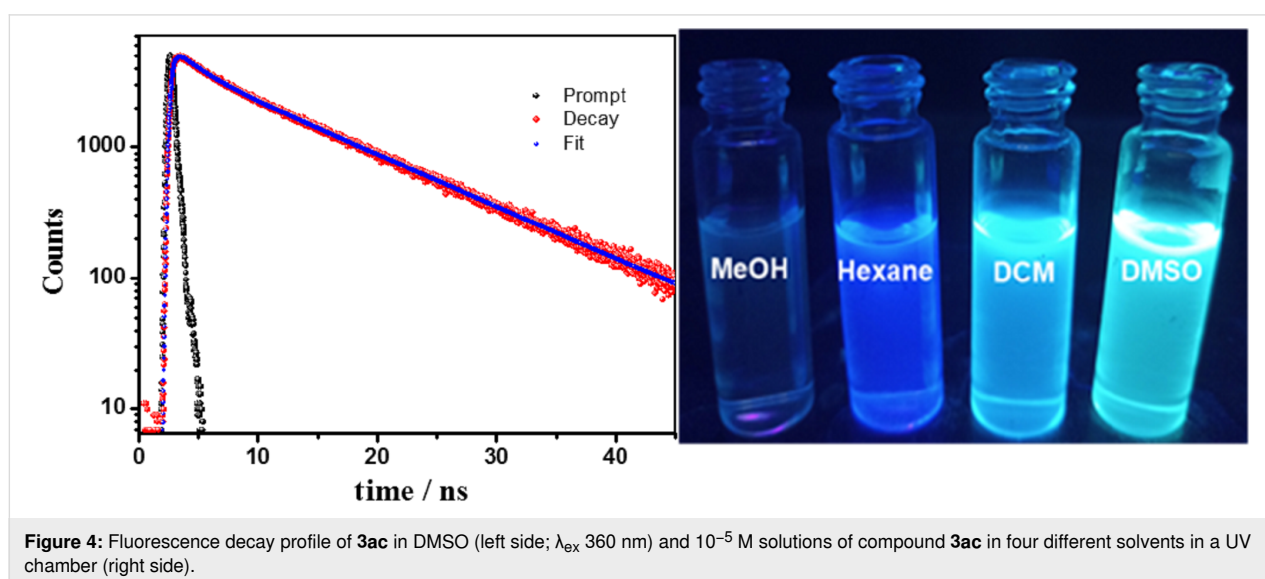 Prompt
Decay
Fit
1000
100
10
Counts
0 10 20 30 40
time / ns
MeOH Hexane DCM DMSO
Figure 4: Fluorescence decay profile of 3ac in DMSO (left side; λex 360 nm) and 10−5 M solutions of compound 3ac in four different solvents in a UV
chamber (right side).